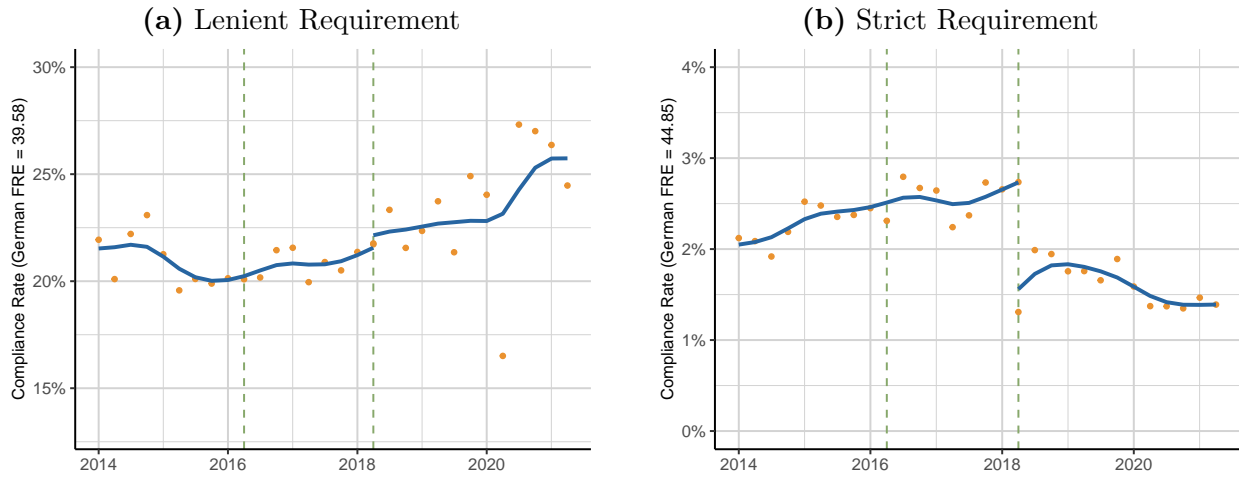 (a) Lenient Requirement
Compliance Rate (German FRE = 39.58)
30%
25%
20%
15%
2014 2016 2018 2020
(b) Strict Requirement
Compliance Rate (German FRE = 44.85)
4%
3%
2%
1%
0%
2014 2016 2018 2020